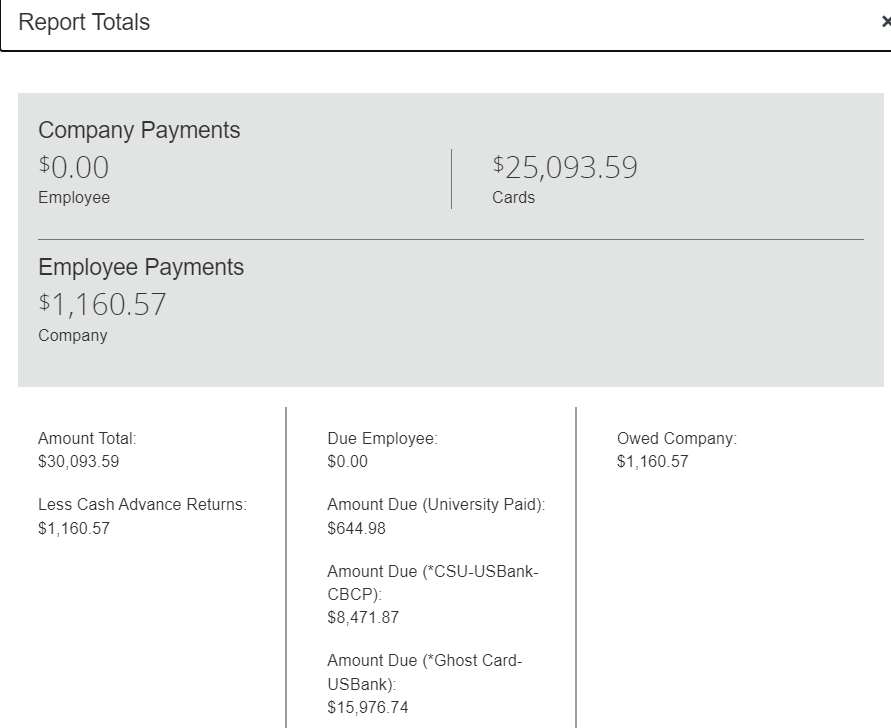 Report Totals
×
Company Payments
$0.00
Employee
$25,093.59
Cards
Employee Payments
$1,160.57
Company
Amount Total:
$30,093.59
Less Cash Advance Returns:
$1,160.57
Due Employee:
$0.00
Amount Due (University Paid):
$644.98
Amount Due (*CSU-USBank-
CBCP):
$8,471.87
Amount Due (*Ghost Card-
USBank):
$15,976.74
Owed Company:
$1,160.57